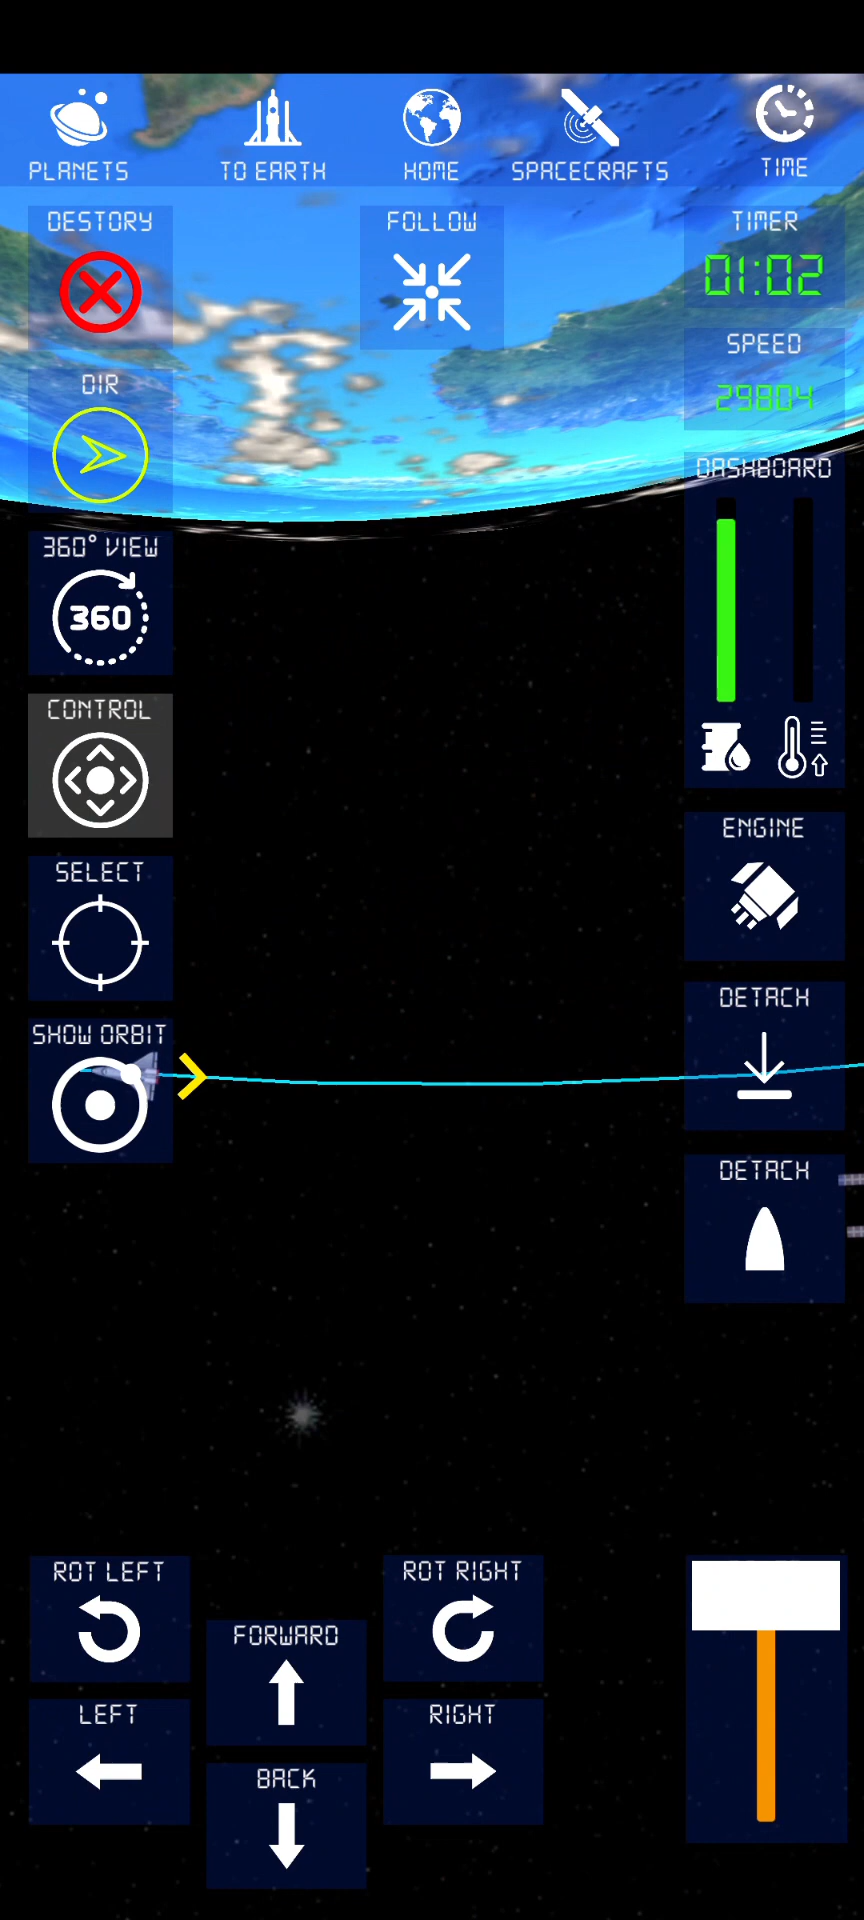 PLANETS
TO EARTH
HOME
SPACECRAFTS
TIME
DESTORY
FOLLOW
TIMER
01:02
SPEED
29804
DIR
DASHBOARD
360° VIEW
360
CONTROL
ENGINE
SELECT
DETACH
SHOW ORBIT
DETACH
ROT LEFT
ROT RIGHT
FORWARD
LEFT
RIGHT
BACK